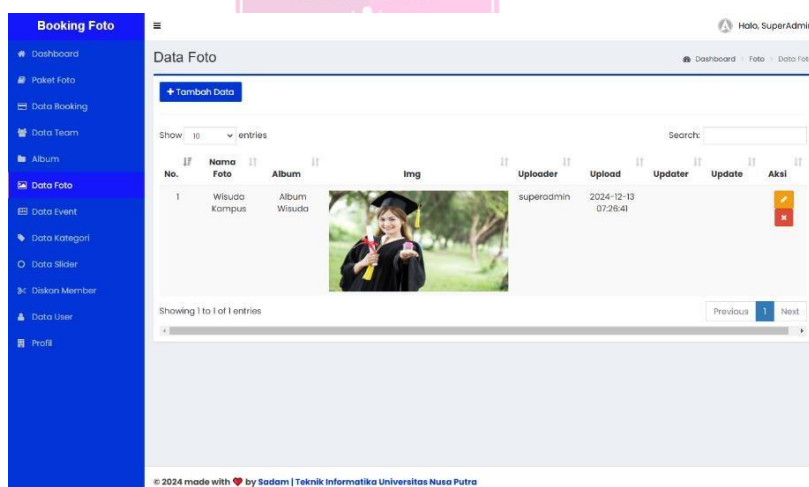 Booking Foto
Halo, SuperAdmin
Dashboard
Paket Foto
Data Booking
Data Team
Album
Data Foto
Data Event
Data Kategori
Data Slider
Diskon Member
Data User
Profil
Data Foto
Dashboard > Foto > Data Fot
+ Tambah Data
Show 10 entries
Search:
No. Nama Foto Album Img Uploader Upload Updater Update Aksi
1 Wisuda Kampus Album Wisuda superadmin 2024-12-13 07:26:41
Showing 1 to 1 of 1 entries
Previous 1 Next
© 2024 made with ❤ by Sadam | Teknik Informatika Universitas Nusa Putra